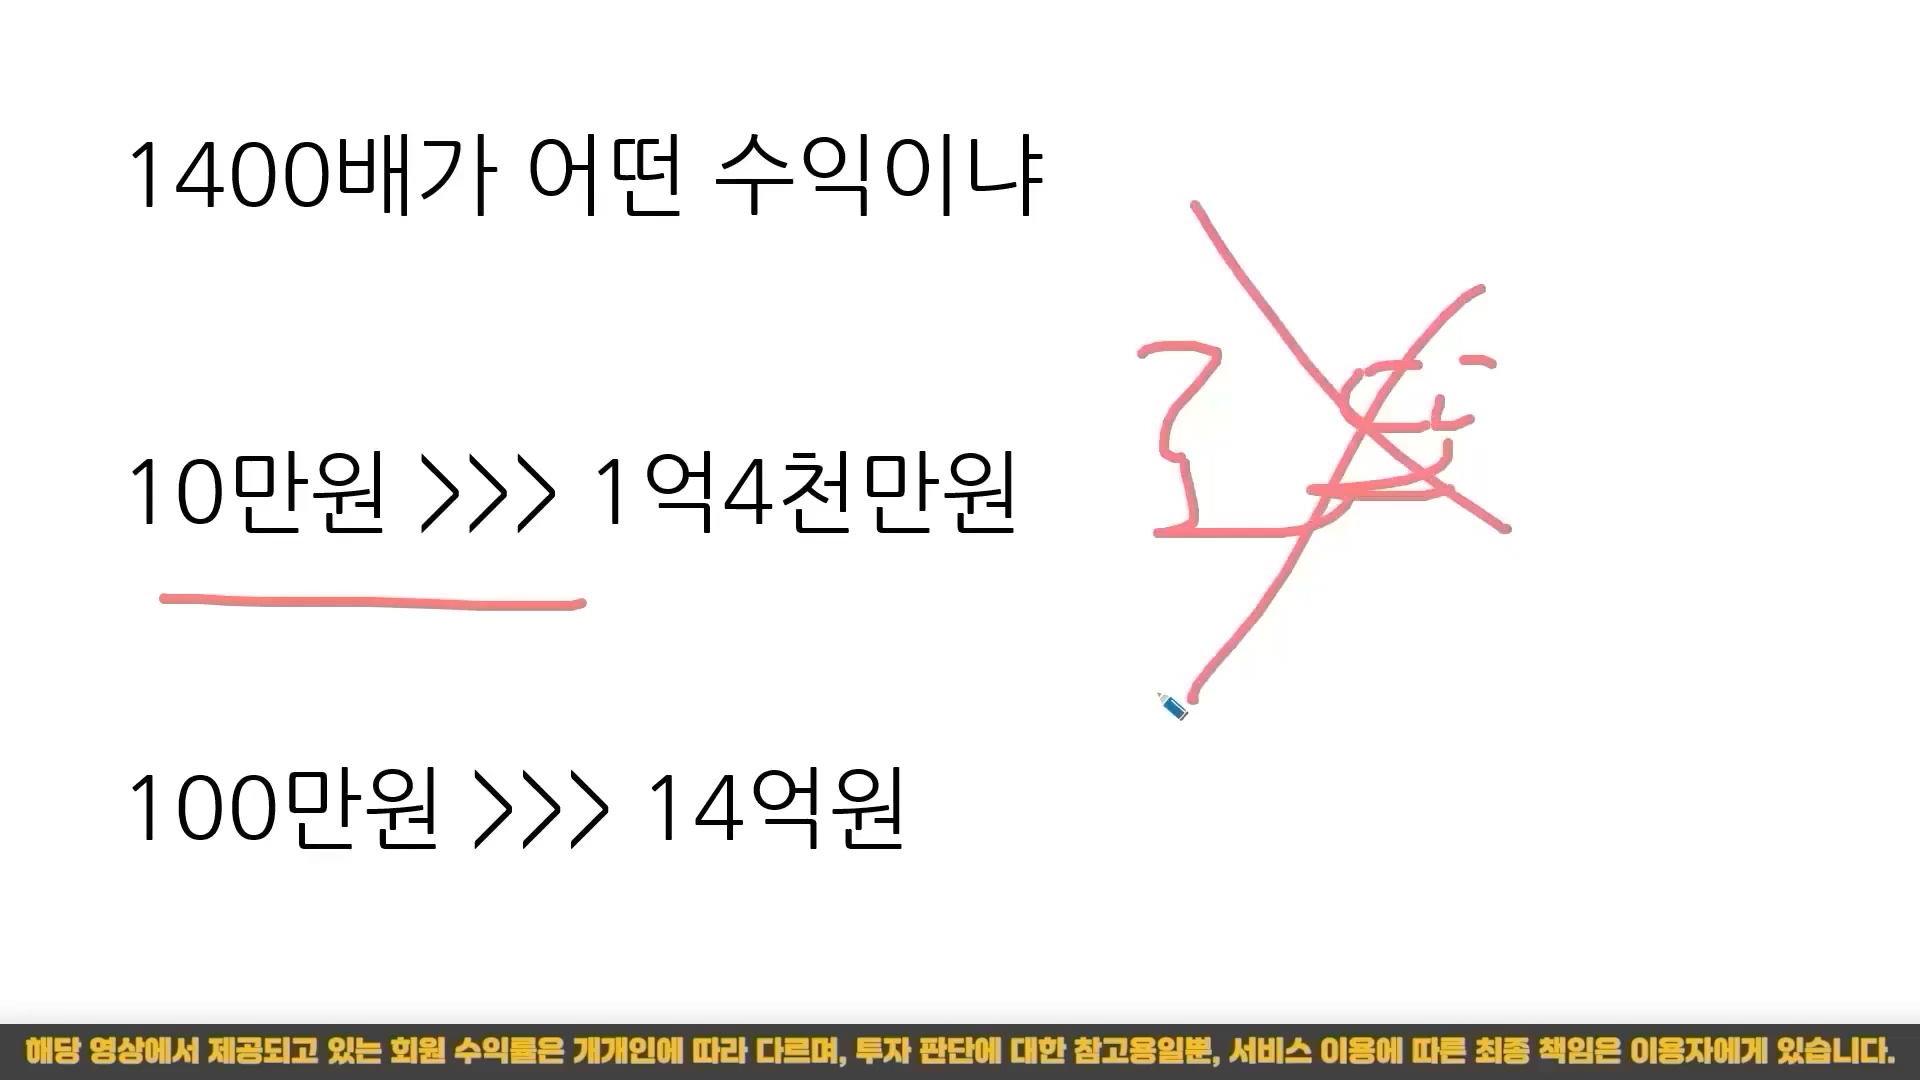 1400배가 어떤 수익이냐
10만원 >>> 1억4천만원
100만원 >>> 14억원
해당 영상에서 제공되고 있는 회원 수익률은 개개인에 따라 다르며, 투자 판단에 대한 참고용일뿐, 서비스 이용에 따른 최종 책임은 이용자에게 있습니다.